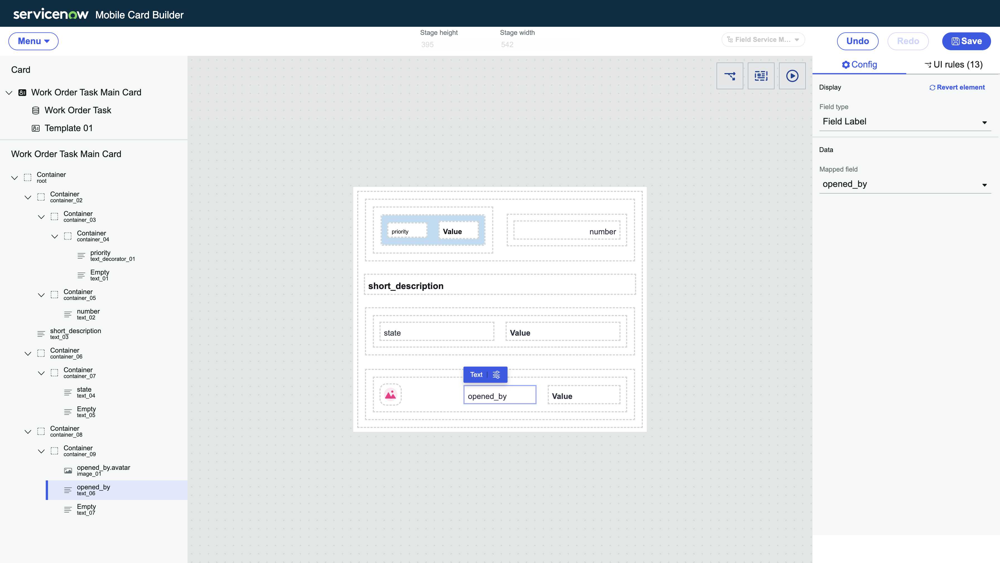 servicenow Mobile Card Builder
Menu
Stage height
395
Stage width
542
Field Service M...
Undo
Redo
Save
Card
Work Order Task Main Card
Work Order Task
Template 01
Work Order Task Main Card
Container
root
Container
container_02
Container
container_03
Container
container_04
priority
text_decorator_01
Empty
text_01
Container
container_05
number
text_02
short_description
text_03
Container
container_06
Container
container_07
state
text_04
Empty
text_05
Container
container_08
Container
container_09
opened_by.avatar
image_01
opened_by
text_06
Empty
text_07
priority
Value
number
short_description
state
Value
Text
opened_by
Value
Config
UI rules (13)
Display
Revert element
Field type
Field Label
Data
Mapped field
opened_by